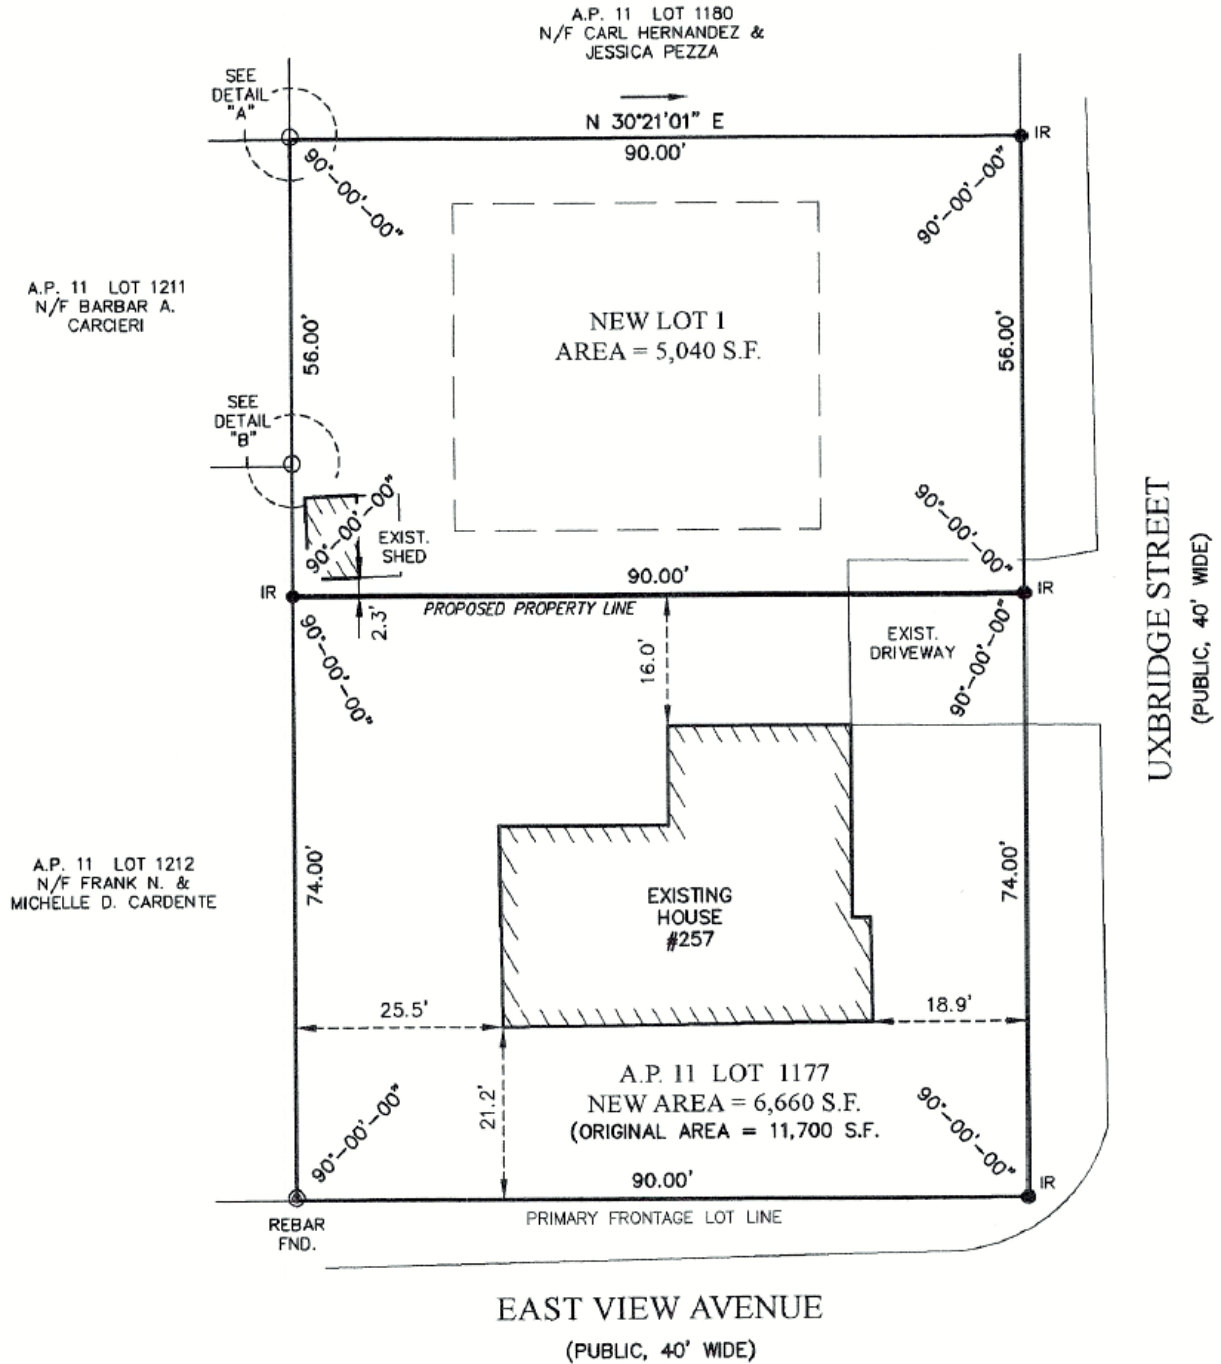 A.P. 11 LOT 1180
N/F CARL HERNANDEZ &
JESSICA PEZZA
SEE
DETAIL
"A"
N 30°21'01" E
90.00'
IR
90°-00'-00"
90°-00'-00"
A.P. 11 LOT 1211
N/F BARBAR A.
CARCIERI
56.00'
NEW LOT 1
AREA = 5,040 S.F.
56.00'
SEE
DETAIL
"B"
90°-00'-00"
EXIST.
SHED
90°-00'-00"
IR
90.00'
IR
PROPOSED PROPERTY LINE
2.3'
90°-00'-00"
16.0'
EXIST.
DRIVEWAY
90°-00'-00"
UXBRIDGE STREET
(PUBLIC, 40' WIDE)
A.P. 11 LOT 1212
N/F FRANK N. &
MICHELLE D. CARDENTE
74.00'
EXISTING
HOUSE
#257
74.00'
25.5'
18.9'
21.2'
A.P. 11 LOT 1177
NEW AREA = 6,660 S.F.
(ORIGINAL AREA = 11,700 S.F.
90°-00'-00"
90°-00'-00"
90.00'
IR
REBAR
FND.
PRIMARY FRONTAGE LOT LINE
EAST VIEW AVENUE
(PUBLIC, 40' WIDE)